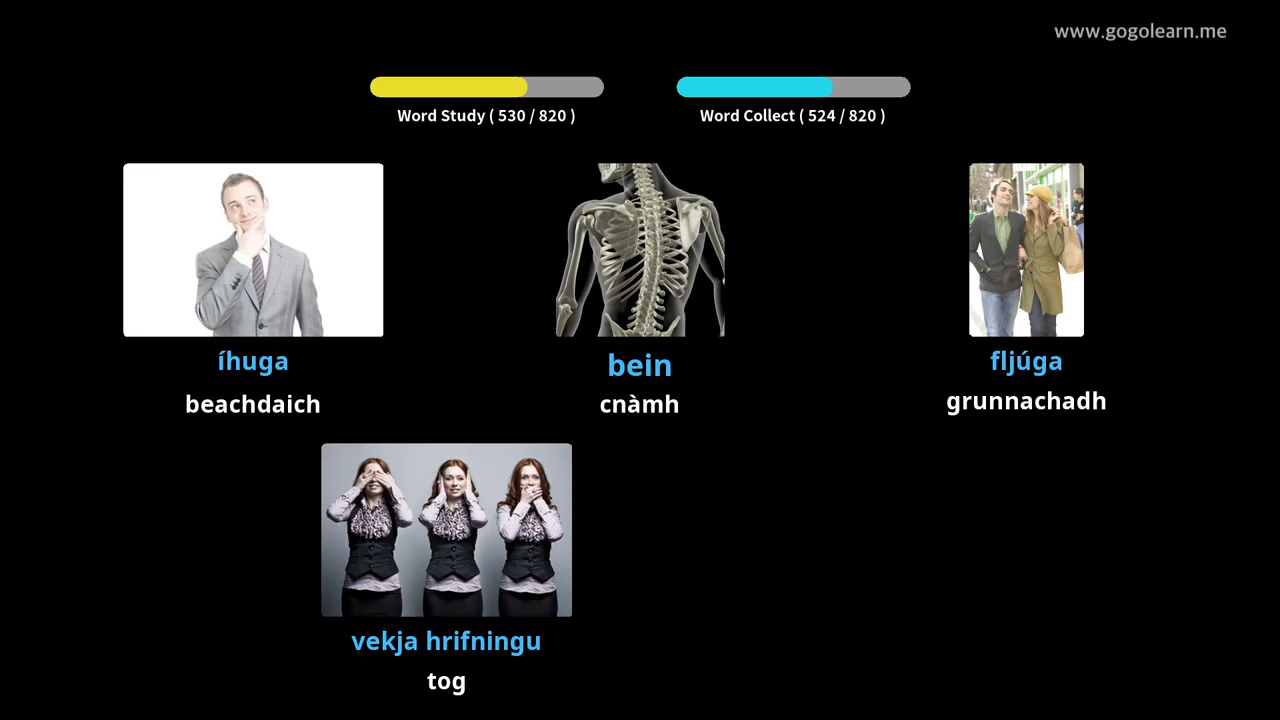 www.gogolearn.me
Word Study ( 530 / 820 )
Word Collect ( 524 / 820 )
íhuga
beachdaich
bein
cnàmh
fljúga
grunnachadh
vekja hrifningu
tog